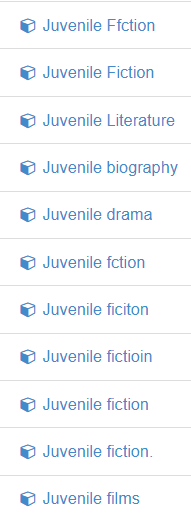 Juvenile Ffction
Juvenile Fiction
Juvenile Literature
Juvenile biography
Juvenile drama
Juvenile fction
Juvenile ficiton
Juvenile fictioin
Juvenile fiction
Juvenile fiction.
Juvenile films